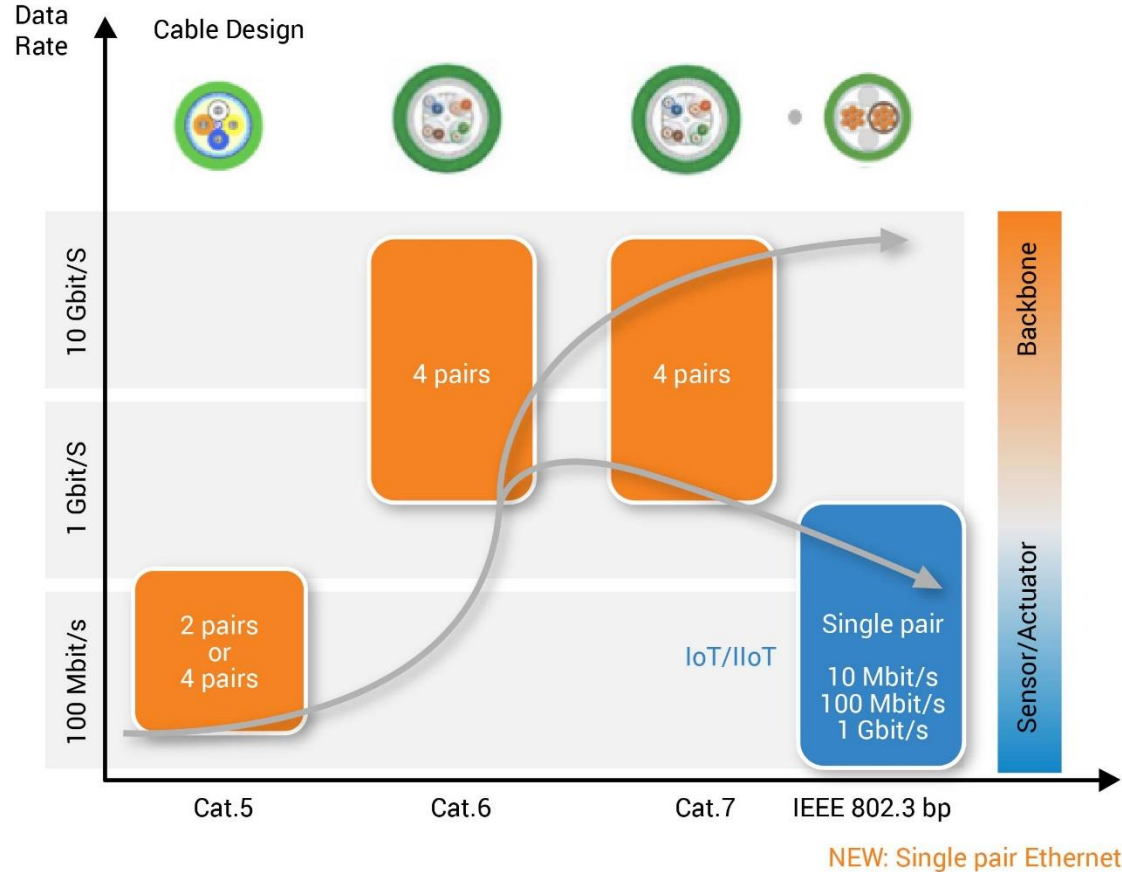 Data
Rate
Cable Design
10 Gbit/S
1 Gbit/S
100 Mbit/s
4 pairs
4 pairs
2 pairs
or
4 pairs
IoT/IIoT
Single pair
10 Mbit/s
100 Mbit/s
1 Gbit/s
Backbone
Sensor/Actuator
Cat.5
Cat.6
Cat.7
IEEE 802.3 bp
NEW: Single pair Ethernet